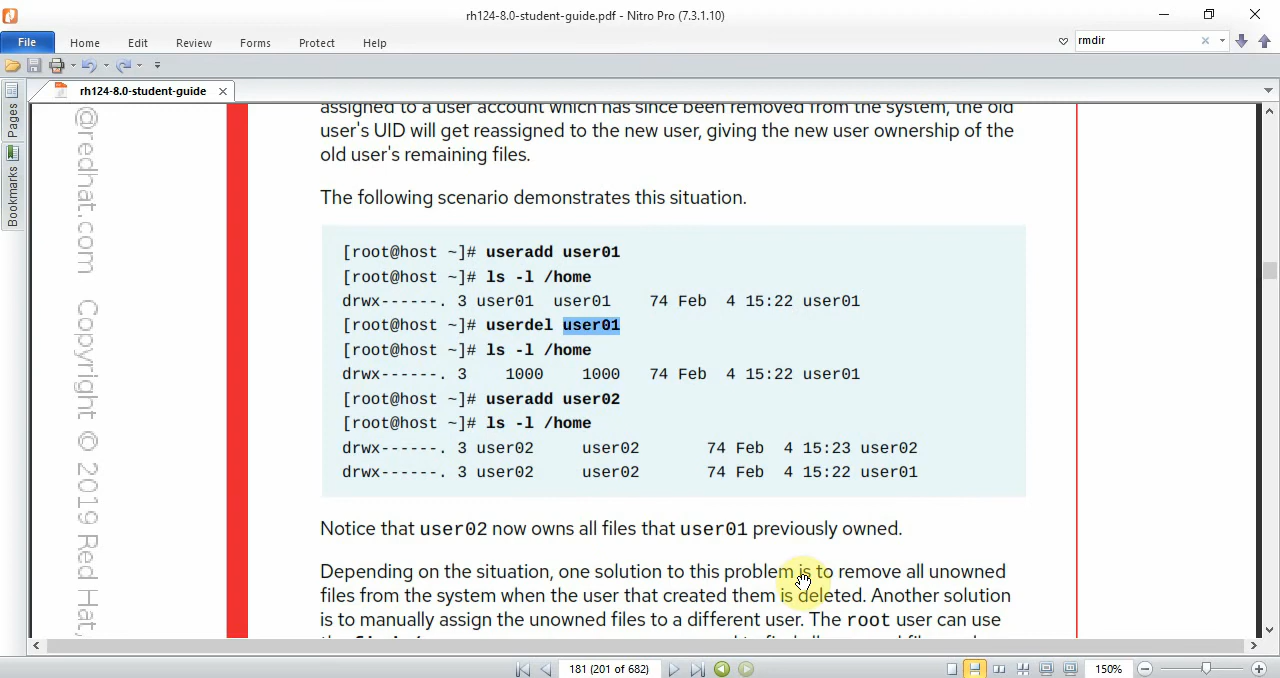 rh124-8.0-student-guide.pdf - Nitro Pro (7.3.1.10)
File Home Edit Review Forms Protect Help
rmdir
rh124-8.0-student-guide
Pages
Bookmarks
@redhat.com Copyright © 2019 Red Hat,
assigned to a user account which has since been removed from the system, the old
user's UID will get reassigned to the new user, giving the new user ownership of the
old user's remaining files.
The following scenario demonstrates this situation.
[root@host ~]# useradd user01
[root@host ~]# ls -l /home
drwx------. 3 user01 user01 74 Feb 4 15:22 user01
[root@host ~]# userdel user01
[root@host ~]# ls -l /home
drwx------. 3 1000 1000 74 Feb 4 15:22 user01
[root@host ~]# useradd user02
[root@host ~]# ls -l /home
drwx------. 3 user02 user02 74 Feb 4 15:23 user02
drwx------. 3 user02 user02 74 Feb 4 15:22 user01
Notice that user02 now owns all files that user01 previously owned.
Depending on the situation, one solution to this problem is to remove all unowned
files from the system when the user that created them is deleted. Another solution
is to manually assign the unowned files to a different user. The root user can use
181 (201 of 682)
150%